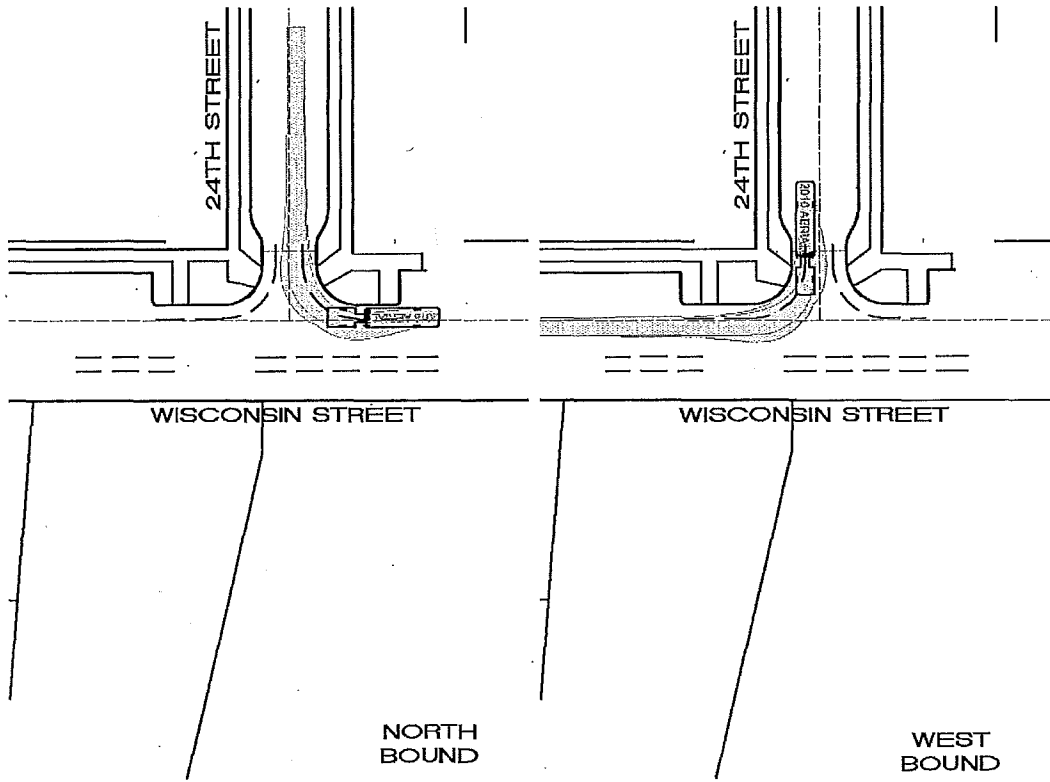 24TH STREET
WISCONSIN STREET
NORTH
BOUND
24TH STREET
2010 AERIAL
WISCONSIN STREET
WEST
BOUND